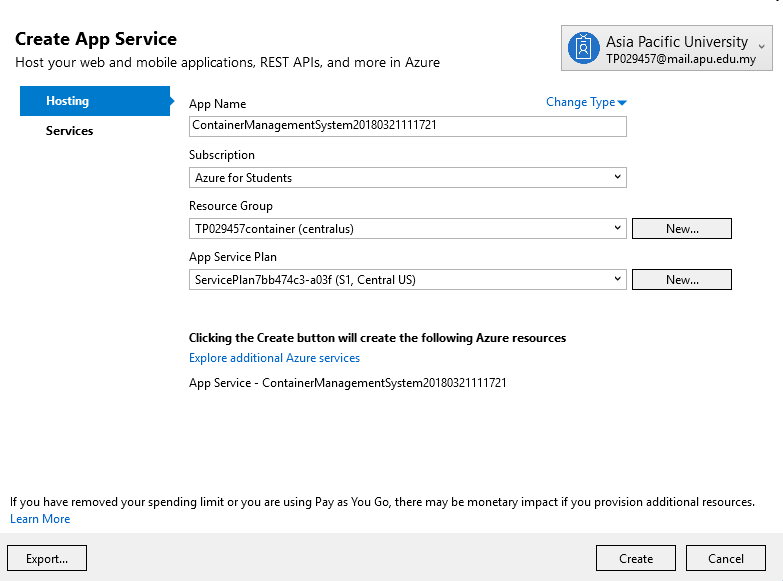 Create App Service
Host your web and mobile applications, REST APIs, and more in Azure
Asia Pacific University
TP029457@mail.apu.edu.my
Hosting
Services
App Name
Change Type
ContainerManagementSystem20180321111721
Subscription
Azure for Students
Resource Group
TP029457container (centralus)
New...
App Service Plan
ServicePlan7bb474c3-a03f (S1, Central US)
New...
Clicking the Create button will create the following Azure resources
Explore additional Azure services
App Service - ContainerManagementSystem20180321111721
If you have removed your spending limit or you are using Pay as You Go, there may be monetary impact if you provision additional resources.
Learn More
Export...
Create
Cancel